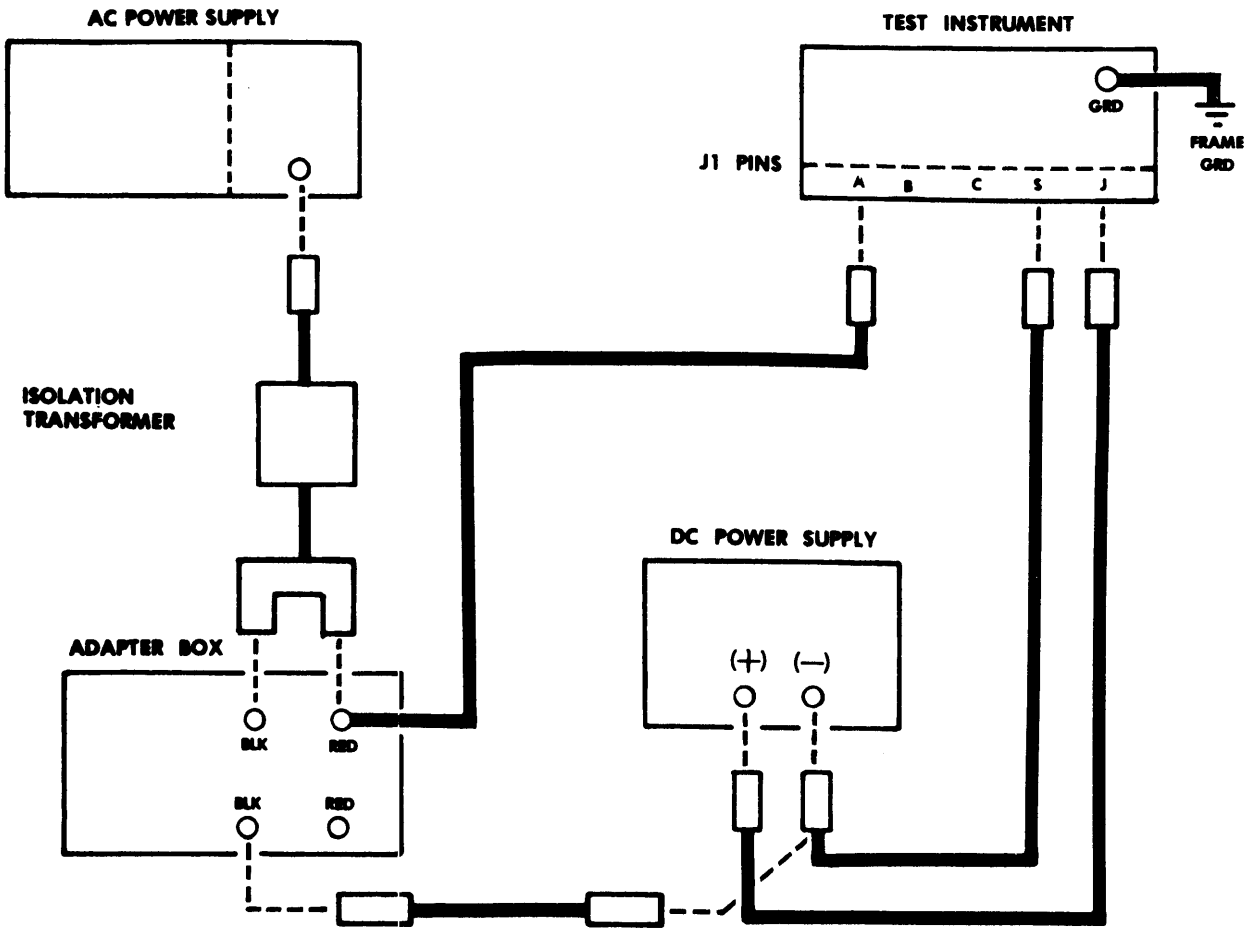 AC POWER SUPPLY
TEST INSTRUMENT
GRD
FRAME
GRD
J1 PINS
A B C S J
ISOLATION
TRANSFORMER
DC POWER SUPPLY
(+) (—)
ADAPTER BOX
BLK RED
BLK RED